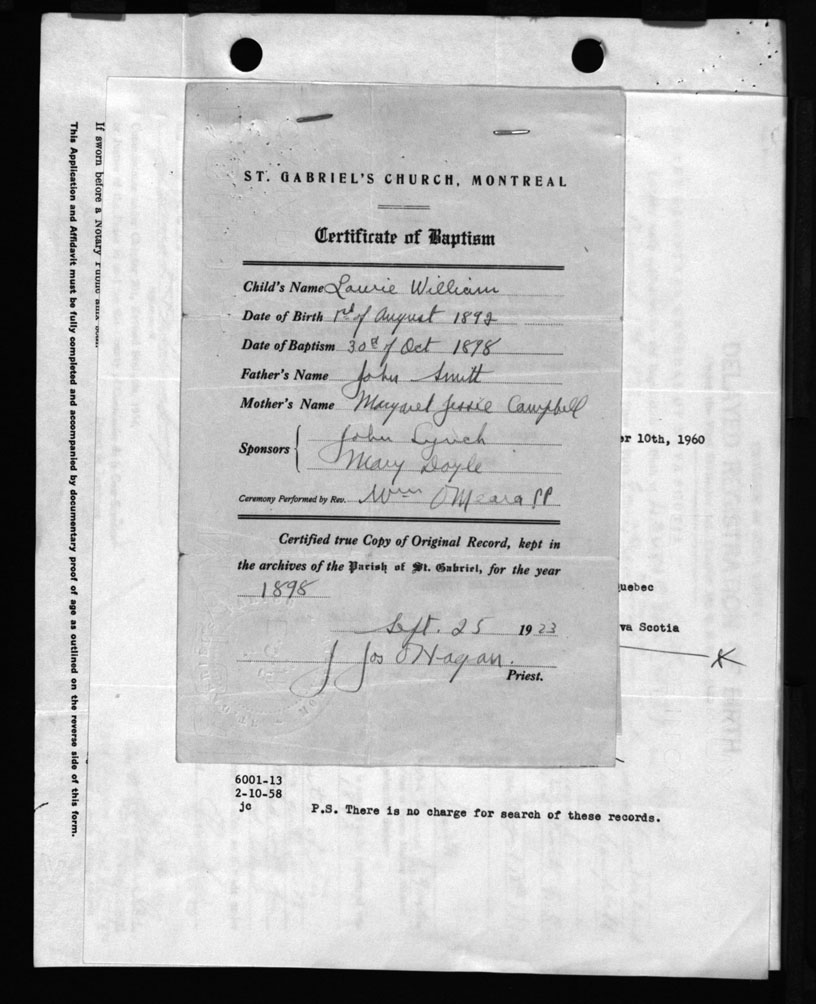 ST. GABRIEL'S CHURCH, MONTREAL
Certificate of Baptism
Child's Name Laurie William
Date of Birth 1rd of August 1892
Date of Baptism 30th of Oct 1898
Father's Name John Smitt
Mother's Name Margaret Jessie Campbell
Sponsors { John Lynch
Mary Doyle
Ceremony Performed by Rev. Wm O'Meara PP
Certified true Copy of Original Record, kept in
the archives of the Parish of St. Gabriel, for the year
1898
Sept. 25 1923
J Jos O'Hagan.
Priest.
er 10th, 1960
uebec
va Scotia
6001-13
2-10-58
jc
P.S. There is no charge for search of these records.
If sworn before a Notary Public
This Application and Affidavit must be fully completed and accompanied by documentary proof of age as outlined on the reverse side of this form.